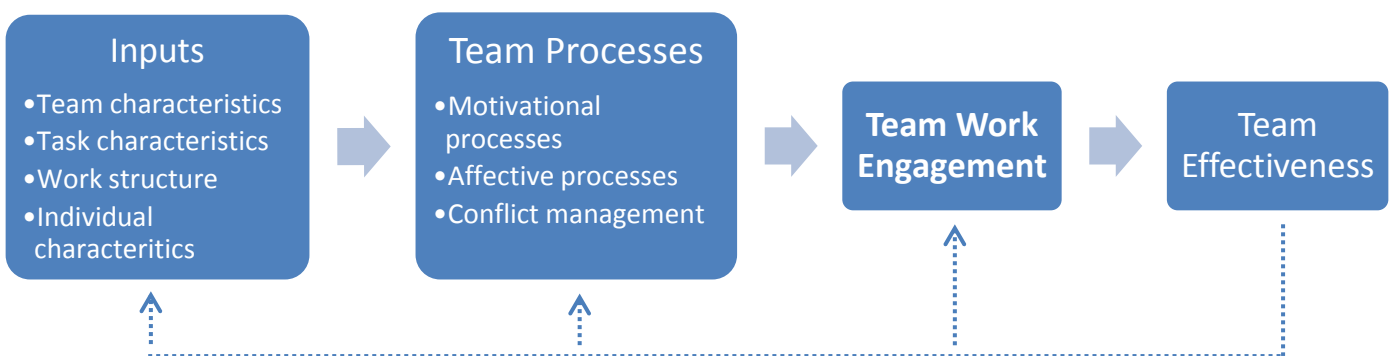 Inputs
•Team characteristics
•Task characteristics
•Work structure
•Individual
characteritics
Team Processes
•Motivational
processes
•Affective processes
•Conflict management
Team Work
Engagement
Team
Effectiveness